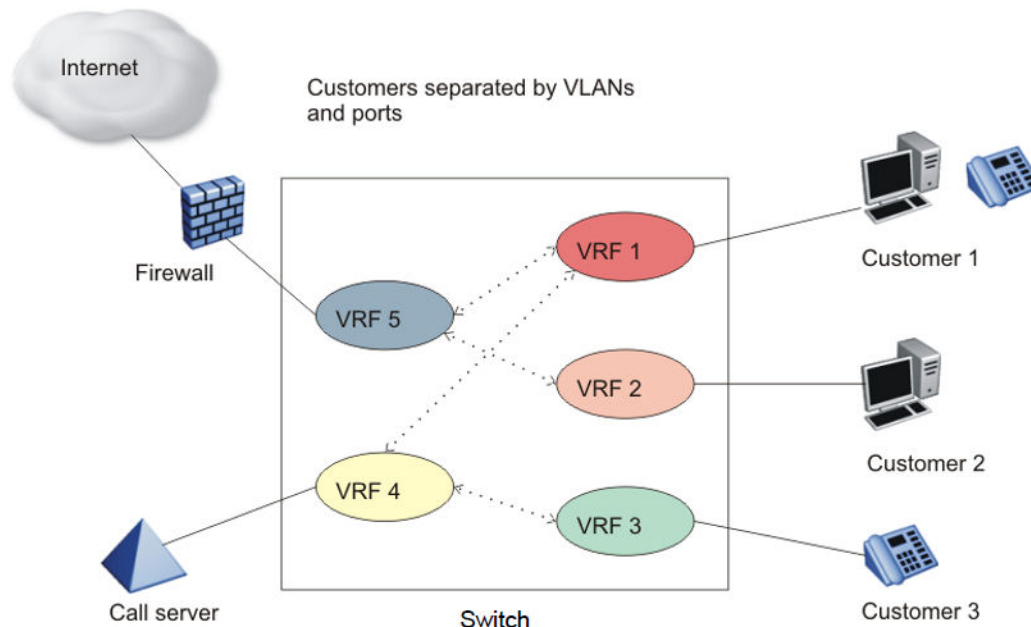 Internet
Customers separated by VLANs
and ports
Firewall
VRF 1
Customer 1
VRF 5
VRF 2
Customer 2
VRF 4
VRF 3
Call server
Customer 3
Switch